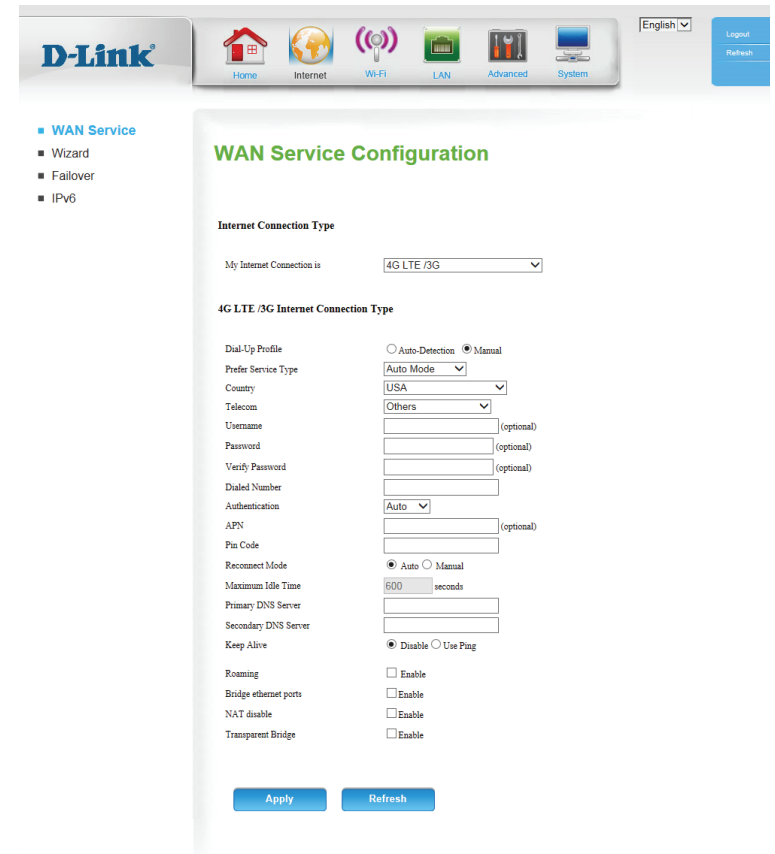 D-Link®
Home
Internet
Wi-Fi
LAN
Advanced
System
English
Logout
Refresh
WAN Service
Wizard
Failover
IPv6
WAN Service Configuration
Internet Connection Type
My Internet Connection is 4G LTE /3G
4G LTE /3G Internet Connection Type
Dial-Up Profile Auto-Detection Manual
Prefer Service Type Auto Mode
Country USA
Telecom Others
Username (optional)
Password (optional)
Verify Password (optional)
Dialed Number
Authentication Auto
APN (optional)
Pin Code
Reconnect Mode Auto Manual
Maximum Idle Time 600 seconds
Primary DNS Server
Secondary DNS Server
Keep Alive Disable Use Ping
Roaming Enable
Bridge ethernet ports Enable
NAT disable Enable
Transparent Bridge Enable
Apply Refresh